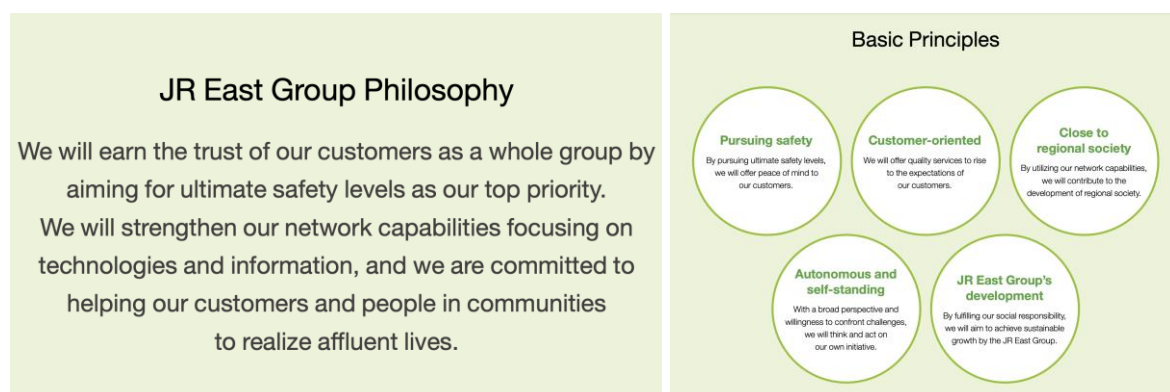 JR East Group Philosophy
We will earn the trust of our customers as a whole group by
aiming for ultimate safety levels as our top priority.
We will strengthen our network capabilities focusing on
technologies and information, and we are committed to
helping our customers and people in communities
to realize affluent lives.
Basic Principles
Pursuing safety
By pursuing ultimate safety levels,
we will offer peace of mind to
our customers.
Customer-oriented
We will offer quality services to rise
to the expectations of
our customers.
Close to
regional society
By utilizing our network capabilities,
we will contribute to the
development of regional society.
Autonomous and
self-standing
With a broad perspective and
willingness to confront challenges,
we will think and act on
our own initiative.
JR East Group's
development
By fulfilling our social responsibility,
we will aim to achieve sustainable
growth by the JR East Group.